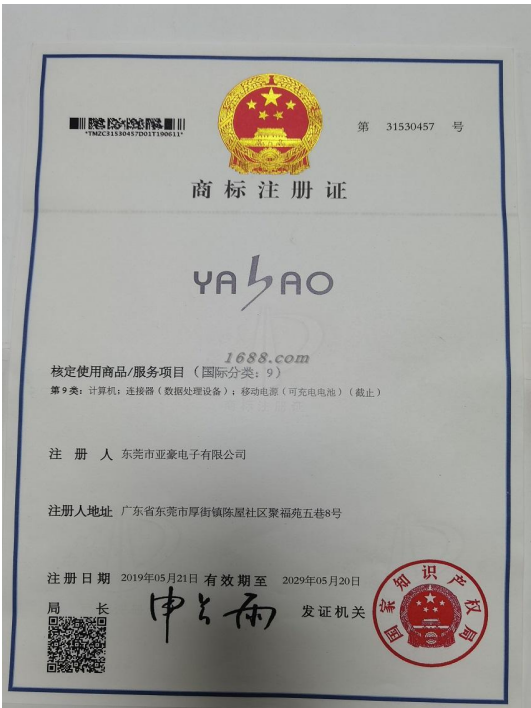 *TMZC31530457D01T190611*
第 31530457 号
商标注册证
YAHAO
1688.com
核定使用商品/服务项目（国际分类：9）
第9类：计算机；连接器（数据处理设备）；移动电源（可充电电池）（截止）
注 册 人 东莞市亚豪电子有限公司
注册人地址 广东省东莞市厚街镇陈屋社区聚福苑五巷8号
注册日期 2019年05月21日 有效期至 2029年05月20日
局 长 申长雨 发证机关
国家知识产权局